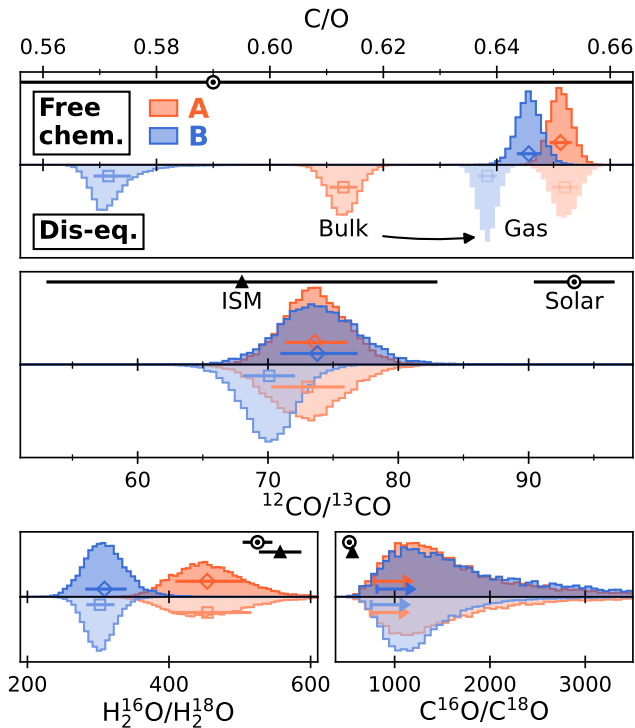 C/O
0.56 0.58 0.60 0.62 0.64 0.66
Free
chem.
A
B
Bulk
Gas
Dis-eq.
ISM
Solar
60 70 80 90
¹²CO/¹³CO
200 400 600
H₂¹⁶O/H₂¹⁸O
1000 2000 3000
C¹⁶O/C¹⁸O